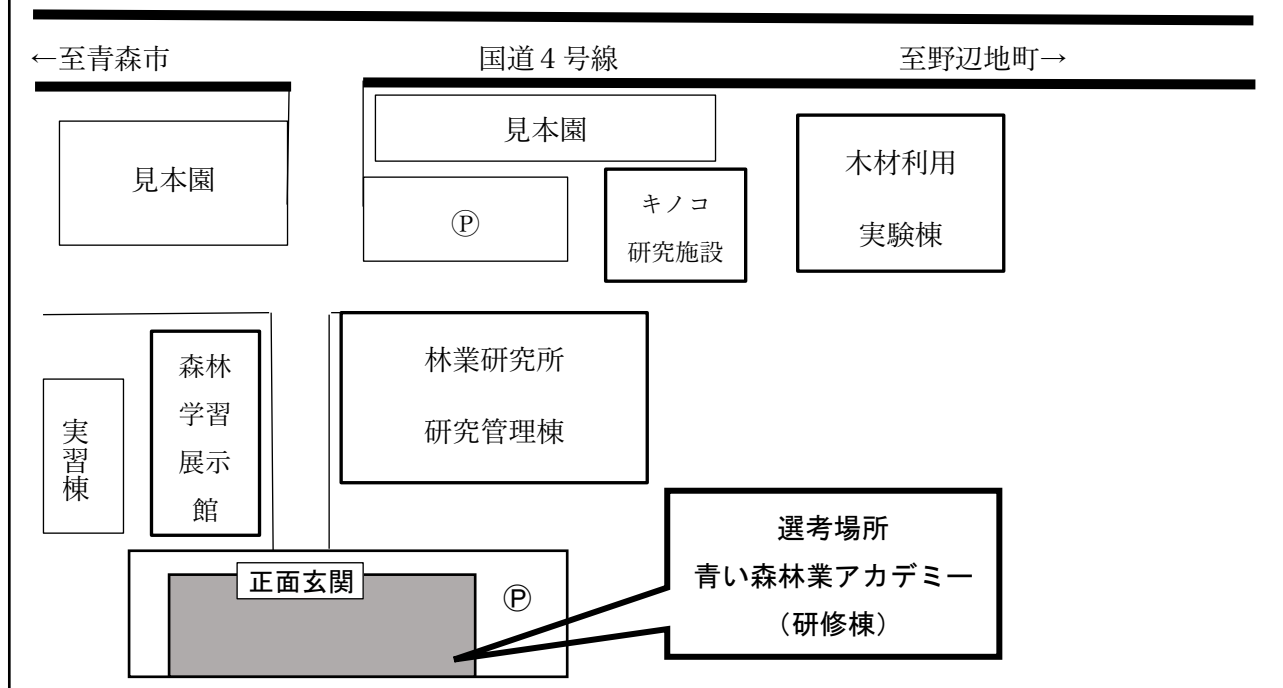 ←至青森市
国道4号線
至野辺地町→
見本園
見本園
Ⓟ
キノコ
研究施設
木材利用
実験棟
実習棟
森林
学習
展示
館
林業研究所
研究管理棟
正面玄関
Ⓟ
選考場所
青い森林業アカデミー
（研修棟）